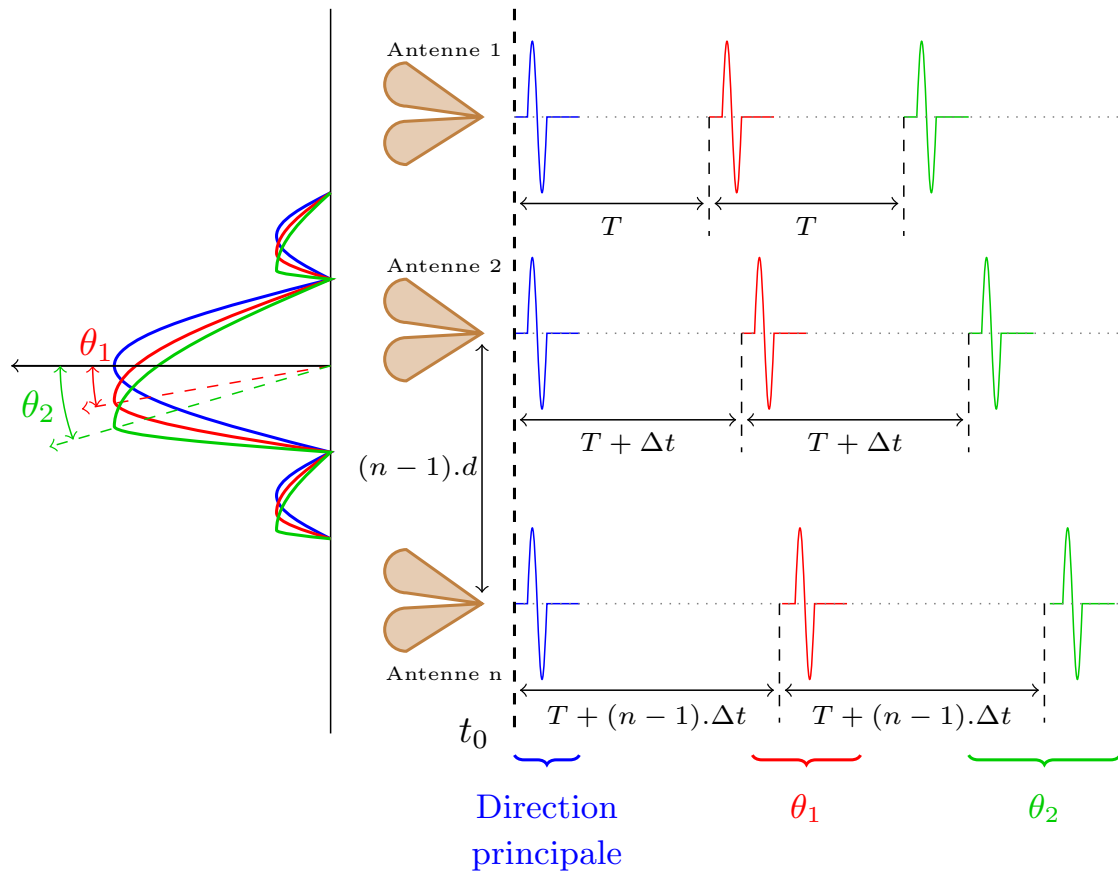 Antenne 1
T
T
Antenne 2
θ₁
θ₂
T + Δt
T + Δt
(n − 1).d
Antenne n
T + (n − 1).Δt
T + (n − 1).Δt
t₀
Direction
principale
θ₁
θ₂